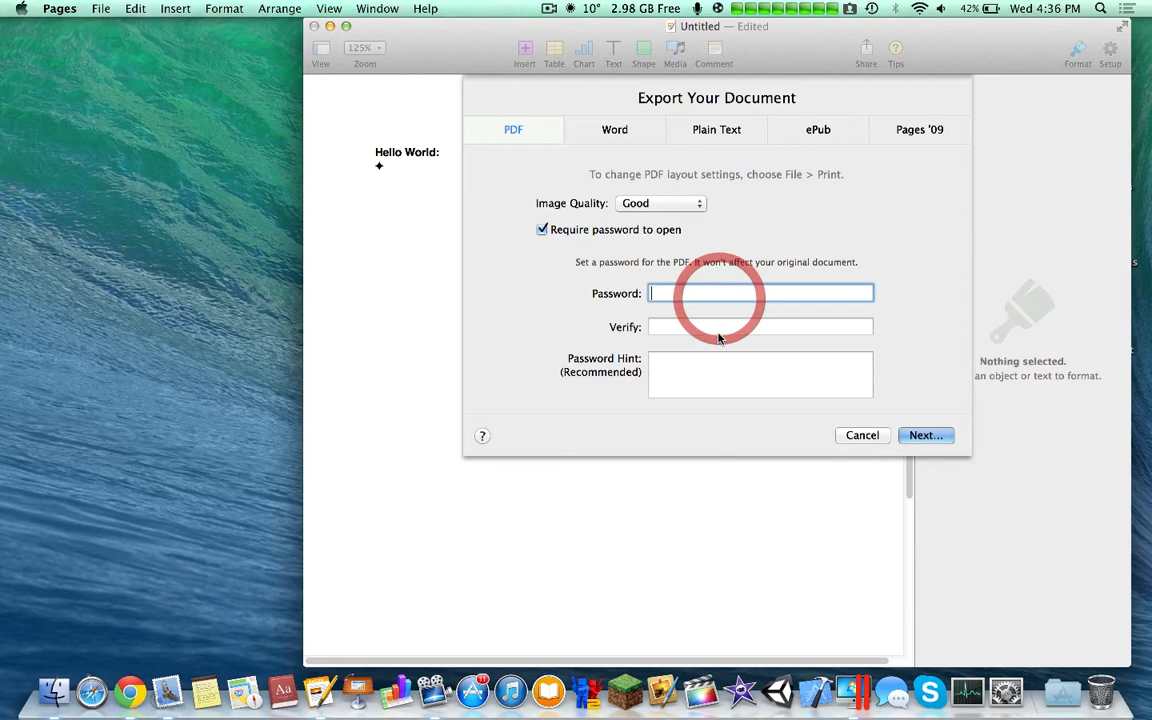 Pages File Edit Insert Format Arrange View Window Help 10° 2.98 GB Free 42% Wed 4:36 PM
Untitled — Edited
125%
View Zoom Insert Table Chart Text Shape Media Comment Share Tips Format Setup
Export Your Document
PDF Word Plain Text ePub Pages '09
Hello World:
To change PDF layout settings, choose File > Print.
Image Quality: Good
Require password to open
Set a password for the PDF. It won't affect your original document.
Password:
Verify:
Password Hint:
(Recommended)
Nothing selected.
an object or text to format.
? Cancel Next...
11